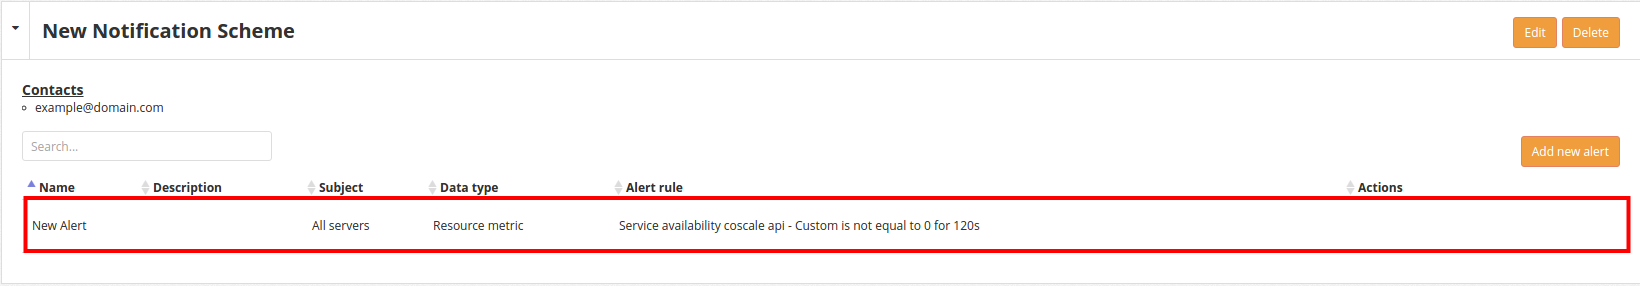 New Notification Scheme
Edit Delete
Contacts
example@domain.com
Search...
Add new alert
Name Description Subject Data type Alert rule Actions
New Alert All servers Resource metric Service availability coscale api - Custom is not equal to 0 for 120s